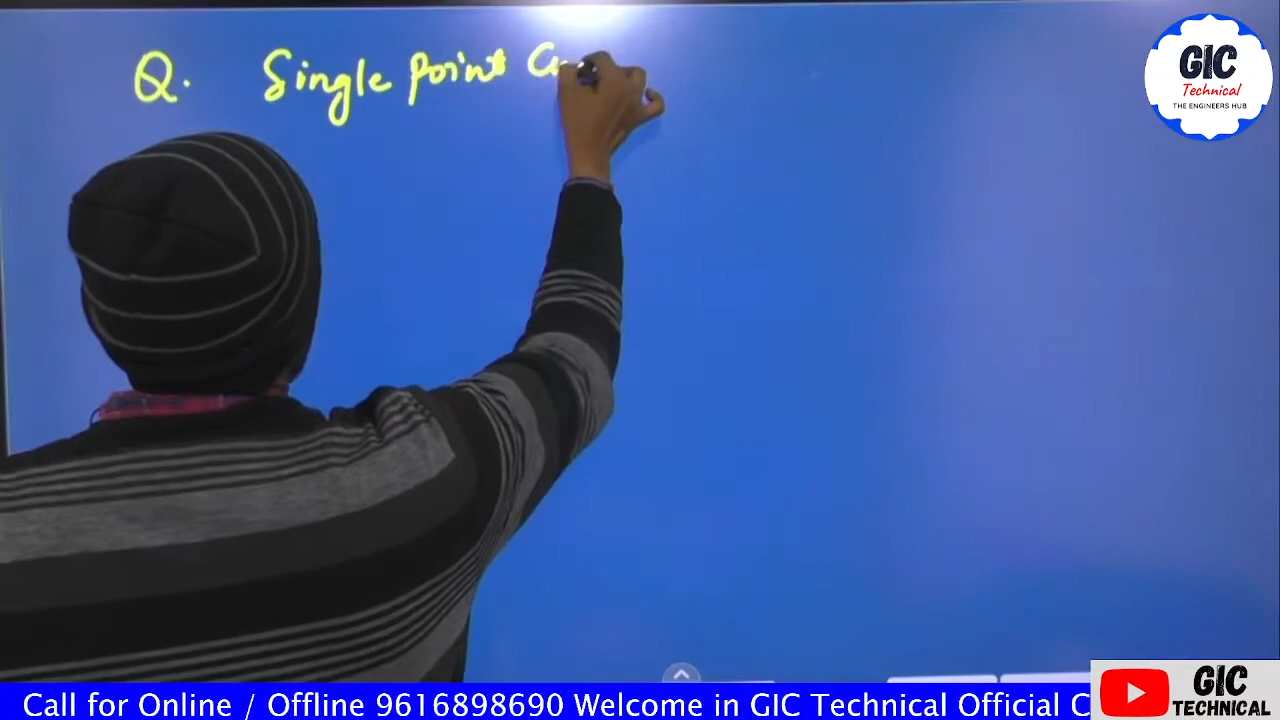 Q. Single Point
GIC
Technical
THE ENGINEERS HUB
Call for Online / Offline 9616898690 Welcome in GIC Technical Official C
GIC
TECHNICAL